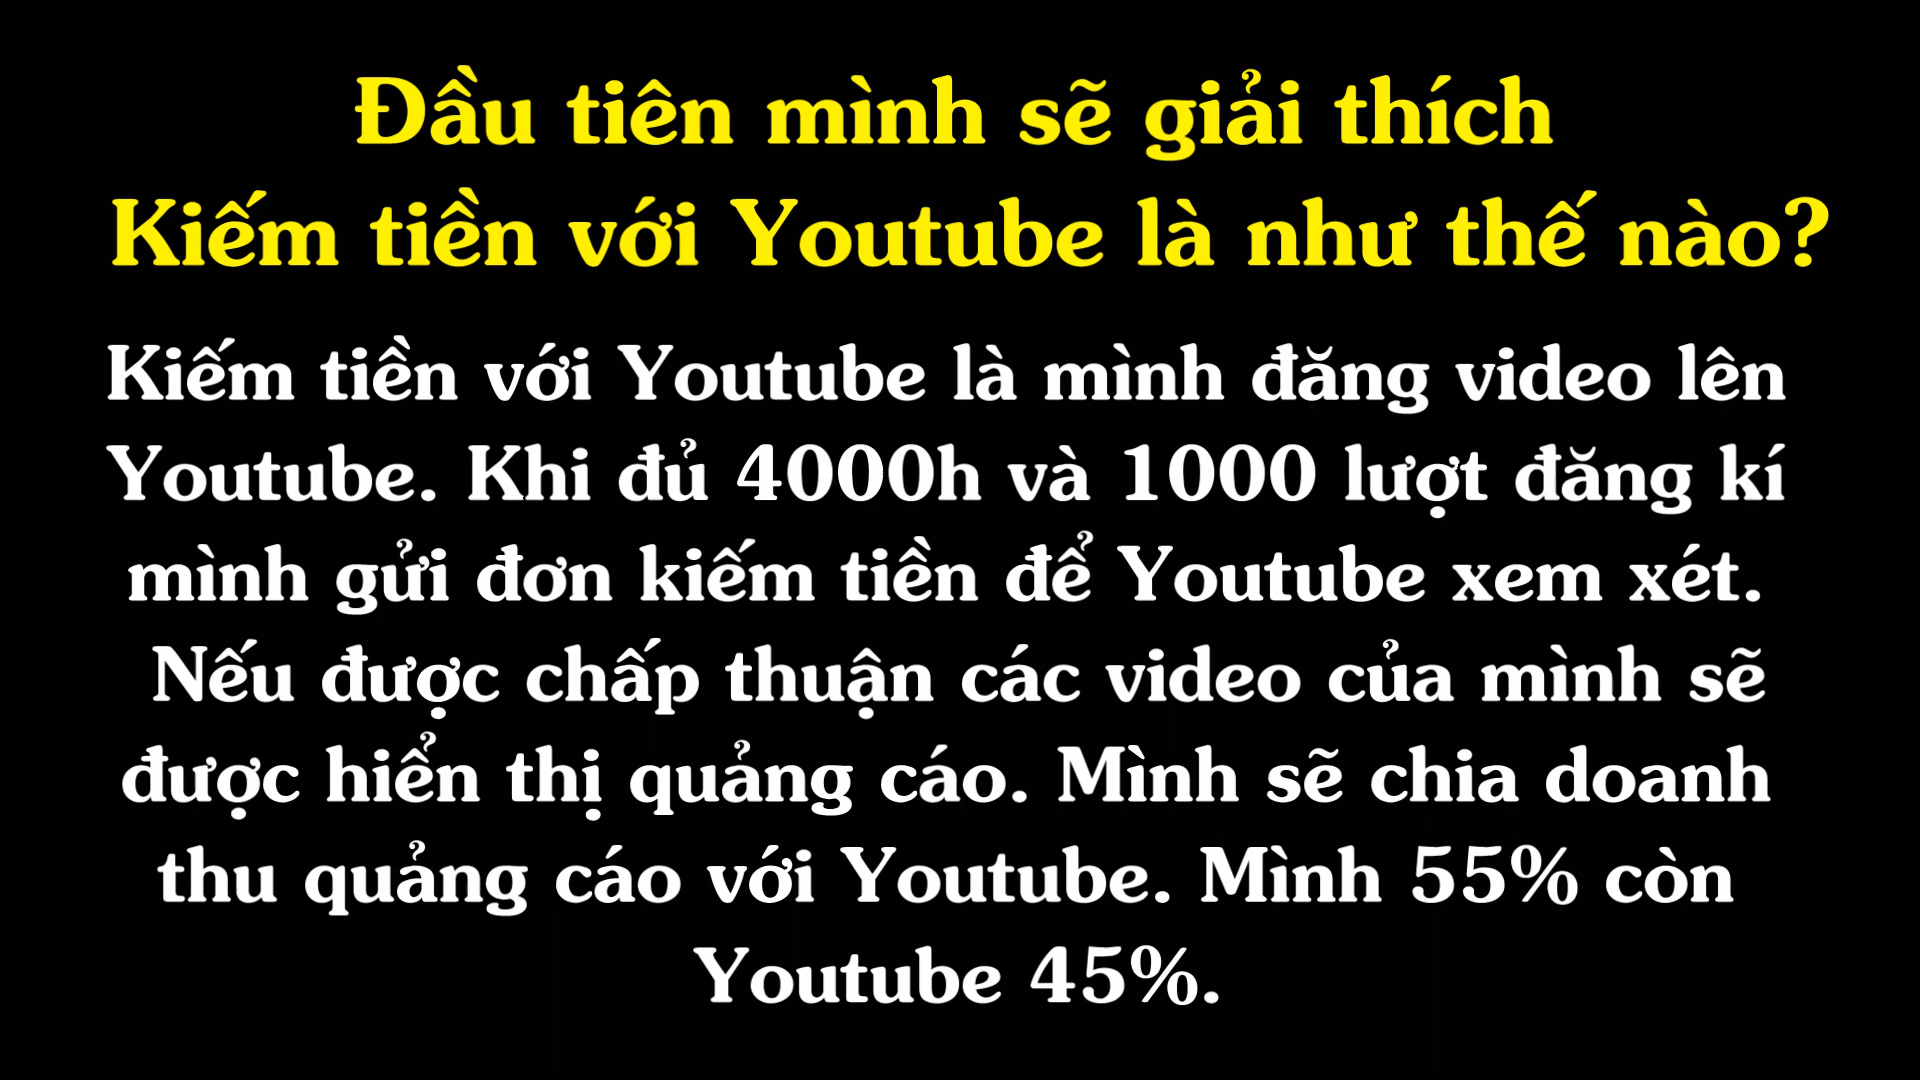 Đầu tiên mình sẽ giải thích
Kiếm tiền với Youtube là như thế nào?
Kiếm tiền với Youtube là mình đăng video lên
Youtube. Khi đủ 4000h và 1000 lượt đăng kí
mình gửi đơn kiếm tiền để Youtube xem xét.
Nếu được chấp thuận các video của mình sẽ
được hiển thị quảng cáo. Mình sẽ chia doanh
thu quảng cáo với Youtube. Mình 55% còn
Youtube 45%.